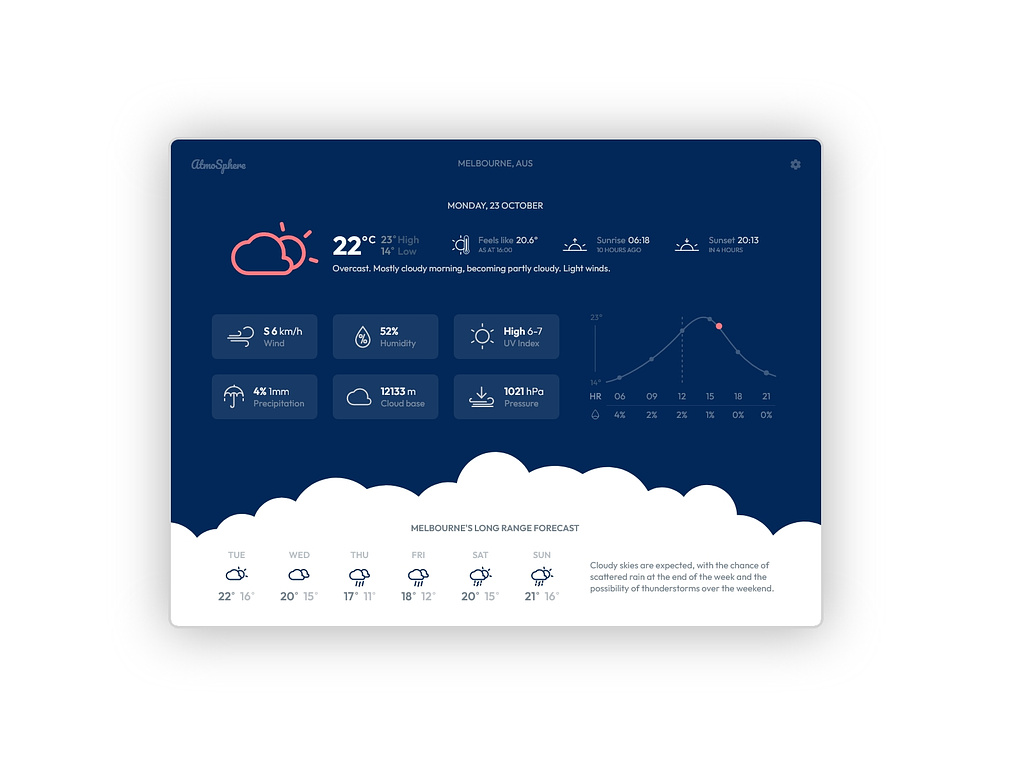 AtmoSphere
MELBOURNE, AUS
MONDAY, 23 OCTOBER
22°C
23° High
14° Low
Feels like 20.6°
AS AT 16:00
Sunrise 06:18
10 HOURS AGO
Sunset 20:13
IN 4 HOURS
Overcast. Mostly cloudy morning, becoming partly cloudy. Light winds.
S 6 km/h
Wind
52%
Humidity
High 6-7
UV Index
4% 1mm
Precipitation
12133 m
Cloud base
1021 hPa
Pressure
23°
14°
HR 06 09 12 15 18 21
4% 2% 2% 1% 0% 0%
MELBOURNE'S LONG RANGE FORECAST
TUE WED THU FRI SAT SUN
22° 16° 20° 15° 17° 11° 18° 12° 20° 15° 21° 16°
Cloudy skies are expected, with the chance of
scattered rain at the end of the week and the
possibility of thunderstorms over the weekend.